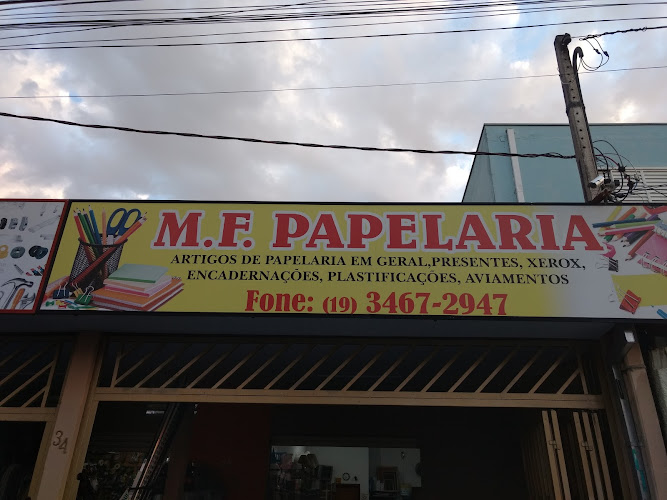 M.F. PAPELARIA
ARTIGOS DE PAPELARIA EM GERAL,PRESENTES, XEROX,
ENCADERNAÇÕES, PLASTIFICAÇÕES, AVIAMENTOS
Fone: (19) 3467-2947
34